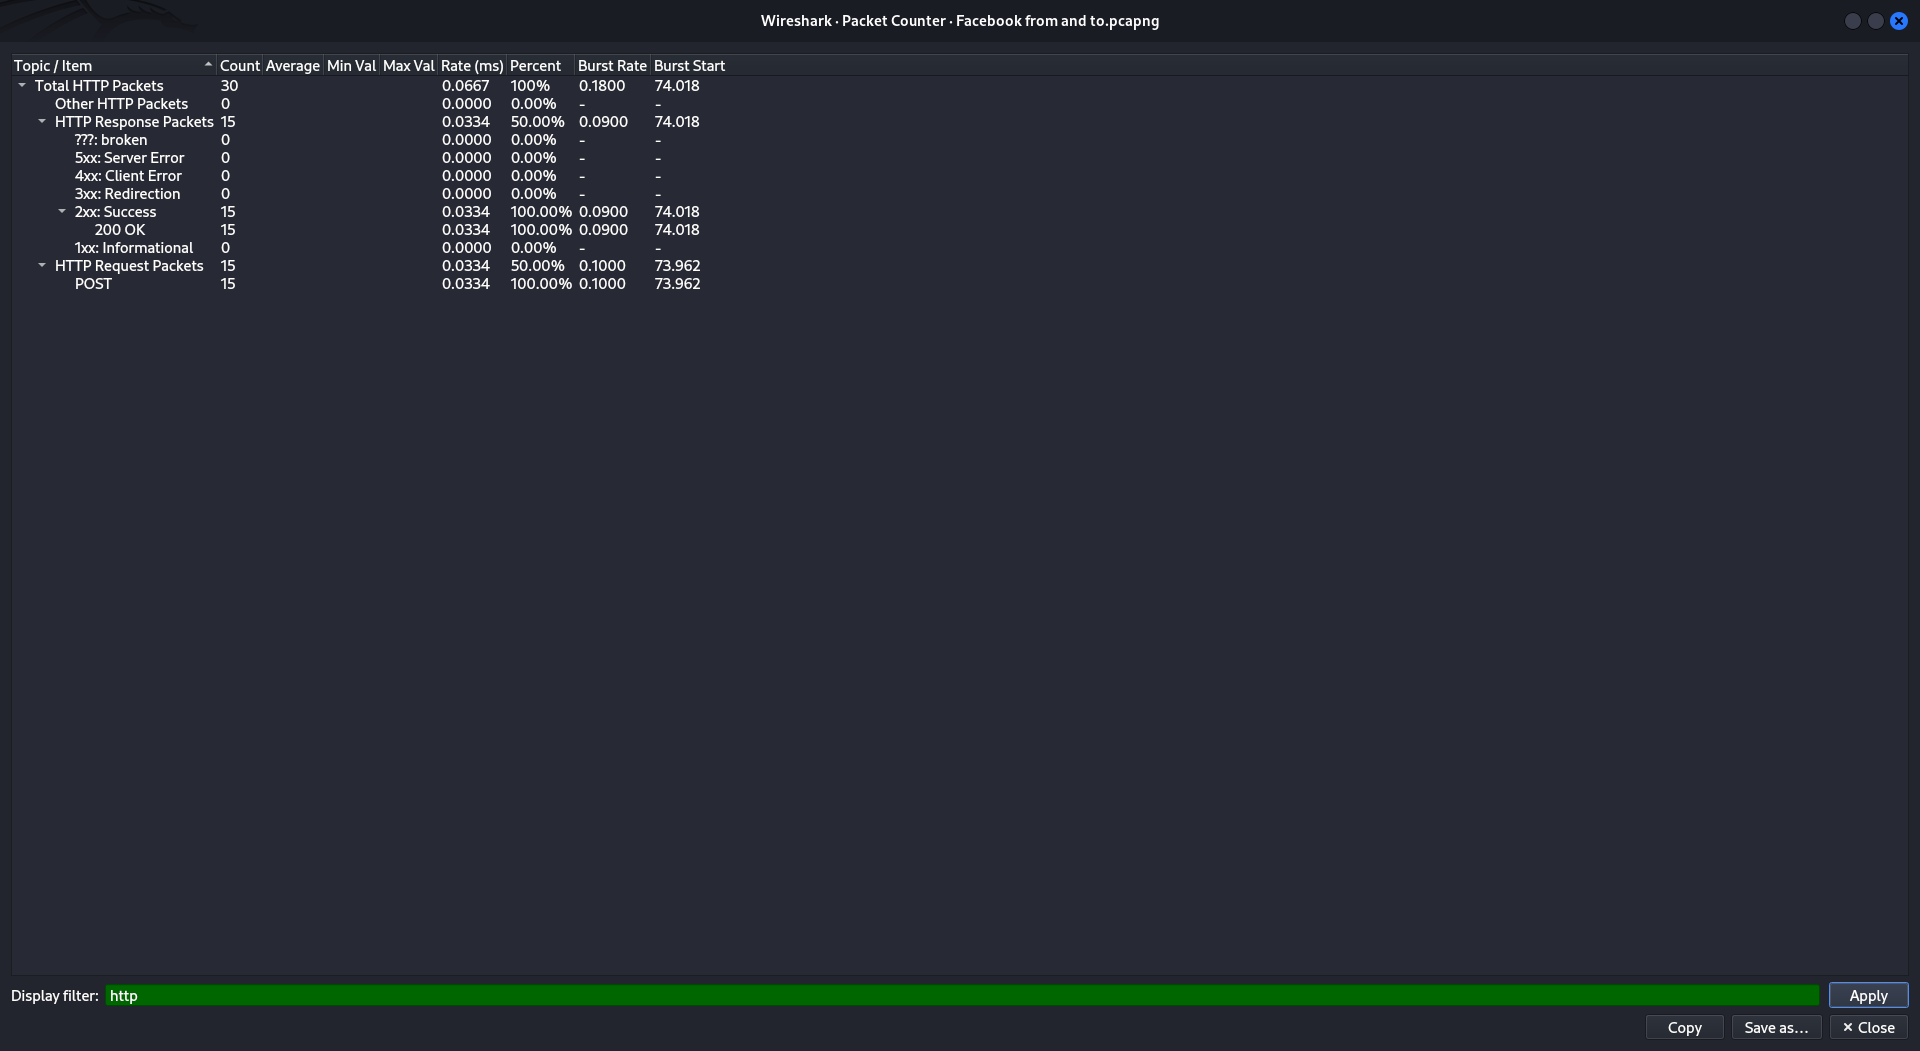 Wireshark · Packet Counter · Facebook from and to.pcapng
Topic / Item Count Average Min Val Max Val Rate (ms) Percent Burst Rate Burst Start
Total HTTP Packets 30 0.0667 100% 0.1800 74.018
Other HTTP Packets 0 0.0000 0.00% - -
HTTP Response Packets 15 0.0334 50.00% 0.0900 74.018
???: broken 0 0.0000 0.00% - -
5xx: Server Error 0 0.0000 0.00% - -
4xx: Client Error 0 0.0000 0.00% - -
3xx: Redirection 0 0.0000 0.00% - -
2xx: Success 15 0.0334 100.00% 0.0900 74.018
200 OK 15 0.0334 100.00% 0.0900 74.018
1xx: Informational 0 0.0000 0.00% - -
HTTP Request Packets 15 0.0334 50.00% 0.1000 73.962
POST 15 0.0334 100.00% 0.1000 73.962
Display filter: http Apply
Copy Save as... × Close